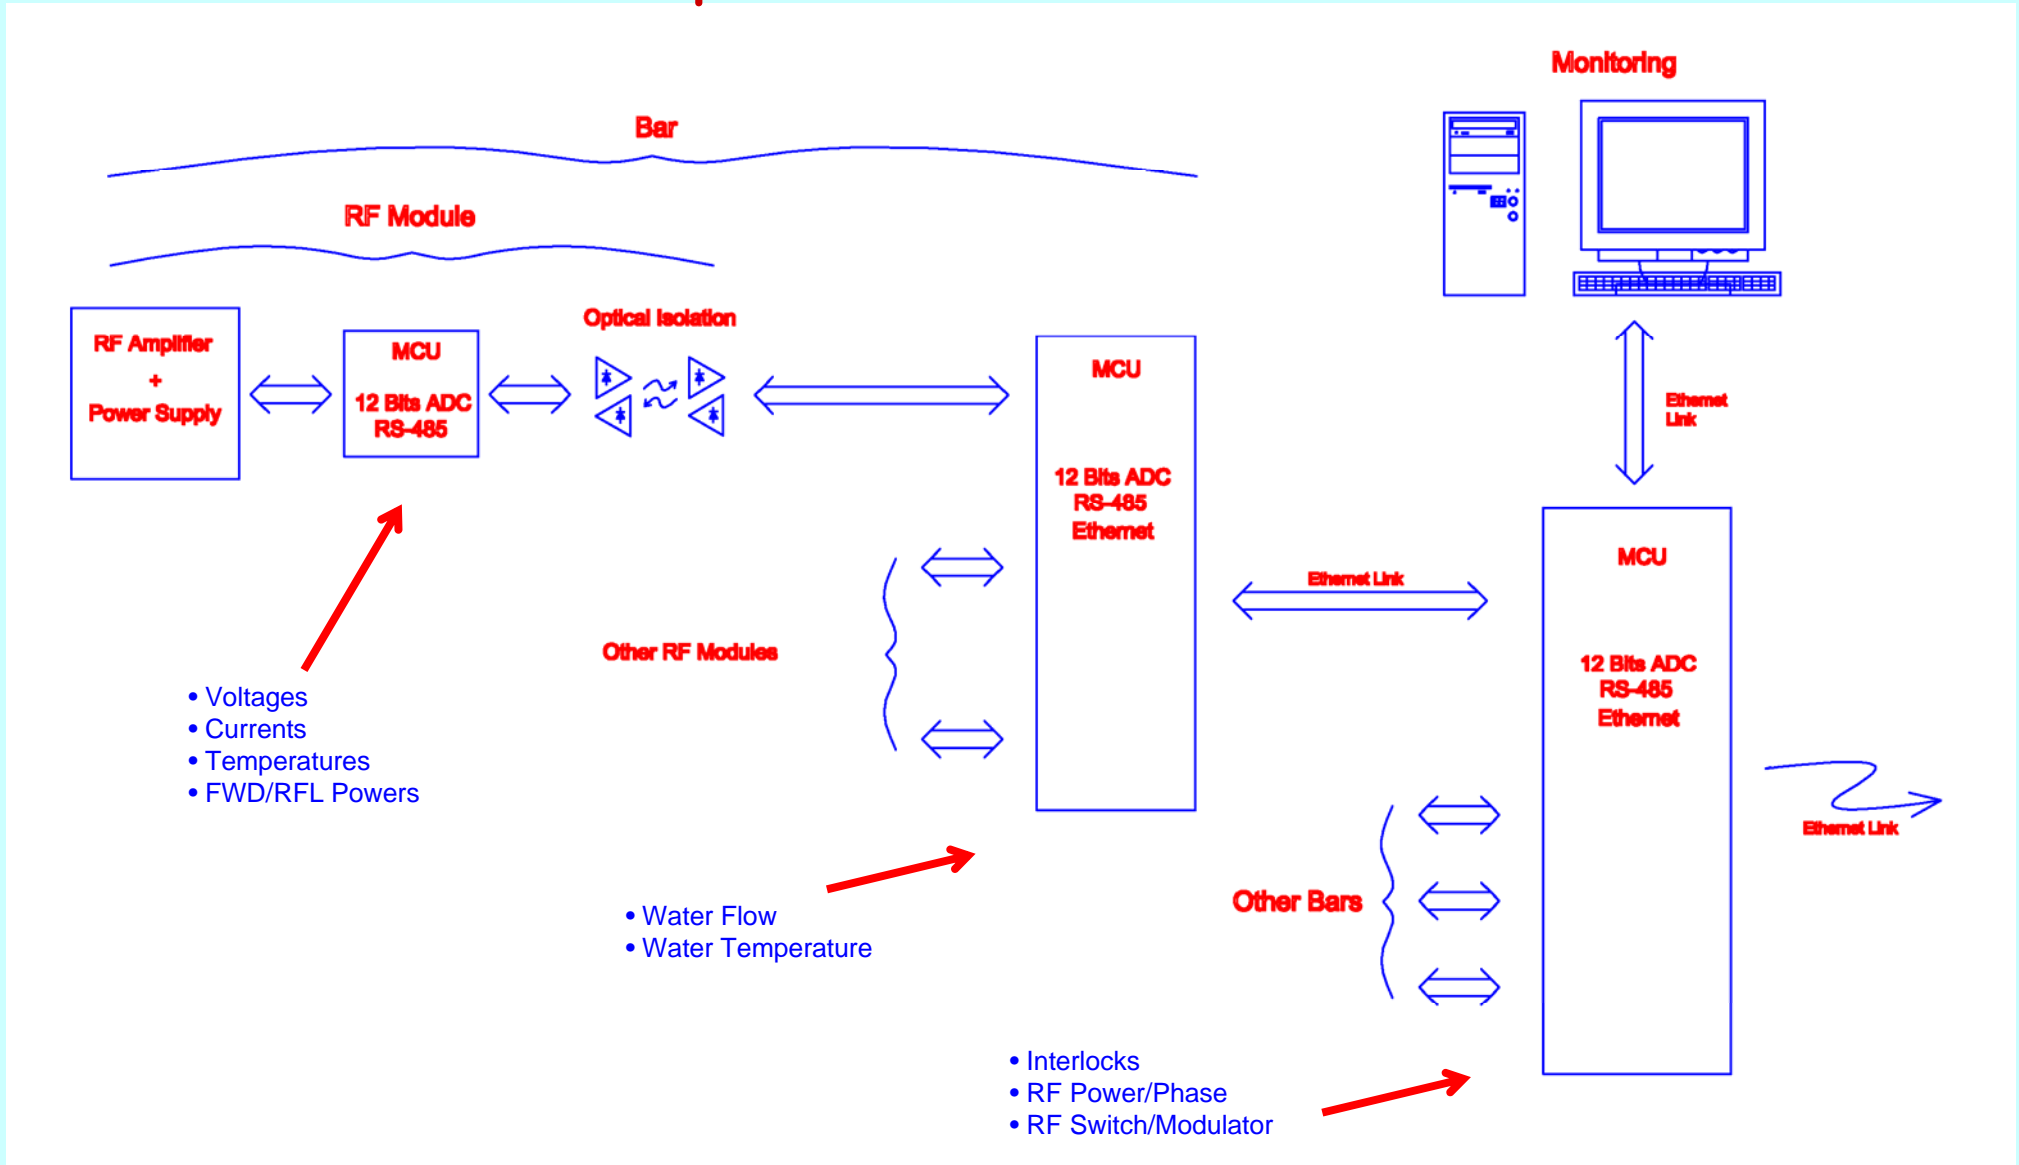 Monitoring
Bar
RF Module
Optical Isolation
RF Amplifier
+
Power Supply
MCU
12 Bits ADC
RS-485
MCU
12 Bits ADC
RS-485
Ethernet
Ethernet
Link
Ethernet Link
MCU
12 Bits ADC
RS-485
Ethernet
Other RF Modules
• Voltages
• Currents
• Temperatures
• FWD/RFL Powers
Ethernet Link
Other Bars
• Water Flow
• Water Temperature
• Interlocks
• RF Power/Phase
• RF Switch/Modulator